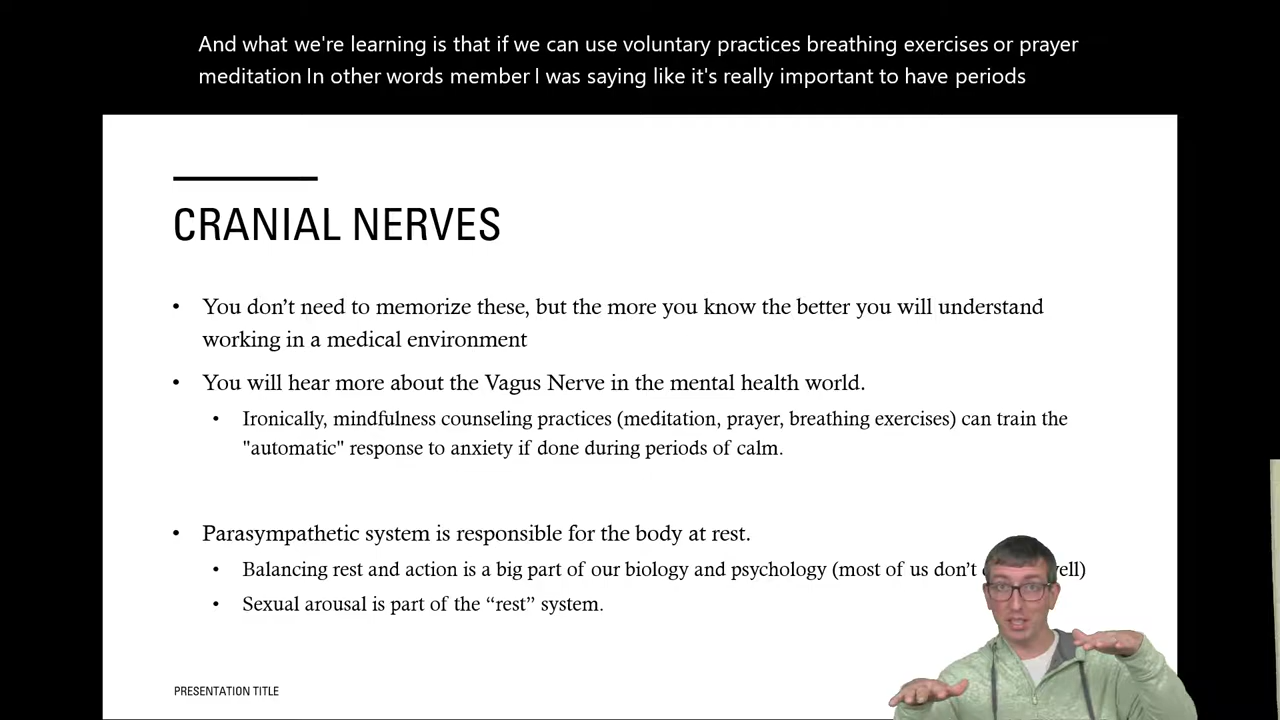 And what we're learning is that if we can use voluntary practices breathing exercises or prayer
meditation In other words member I was saying like it's really important to have periods
CRANIAL NERVES
• You don't need to memorize these, but the more you know the better you will understand
working in a medical environment
• You will hear more about the Vagus Nerve in the mental health world.
• Ironically, mindfulness counseling practices (meditation, prayer, breathing exercises) can train the
"automatic" response to anxiety if done during periods of calm.
• Parasympathetic system is responsible for the body at rest.
• Balancing rest and action is a big part of our biology and psychology (most of us don't
• Sexual arousal is part of the “rest” system.
PRESENTATION TITLE